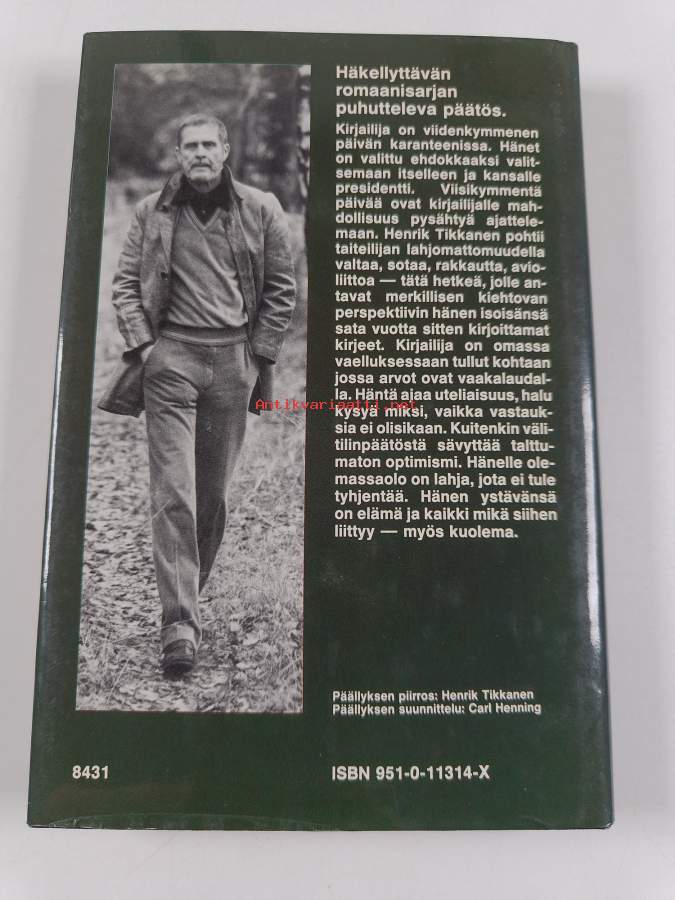 Häkellyttävän
romaanisarjan
puhutteleva päätös.
Kirjailija on viidenkymmenen
päivän karanteenissa. Hänet
on valittu ehdokkaaksi valit-
semaan itselleen ja kansalle
presidentti. Viisikymmentä
päivää ovat kirjailijalle mah-
dollisuus pysähtyä ajattele-
maan. Henrik Tikkanen pohtii
taiteilijan lahjomattomuudella
valtaa, sotaa, rakkautta, avio-
liittoa — tätä hetkeä, jolle an-
tavat merkillisen kiehtovan
perspektiivin hänen isoisänsä
sata vuotta sitten kirjoittamat
kirjeet. Kirjailija on omassa
vaelluksessaan tullut kohtaan
jossa arvot ovat vaakalaudal-
la. Häntä ajaa uteliaisuus, halu
Antikvariaatti.net
kysyä miksi, vaikka vastauk-
sia ei olisikaan. Kuitenkin väli-
tilinpäätöstä sävyttää talttu-
maton optimismi. Hänelle ole-
massaolo on lahja, jota ei tule
tyhjentää. Hänen ystävänsä
on elämä ja kaikki mikä siihen
liittyy — myös kuolema.
Päällyksen piirros: Henrik Tikkanen
Päällyksen suunnittelu: Carl Henning
8431
ISBN 951-0-11314-X